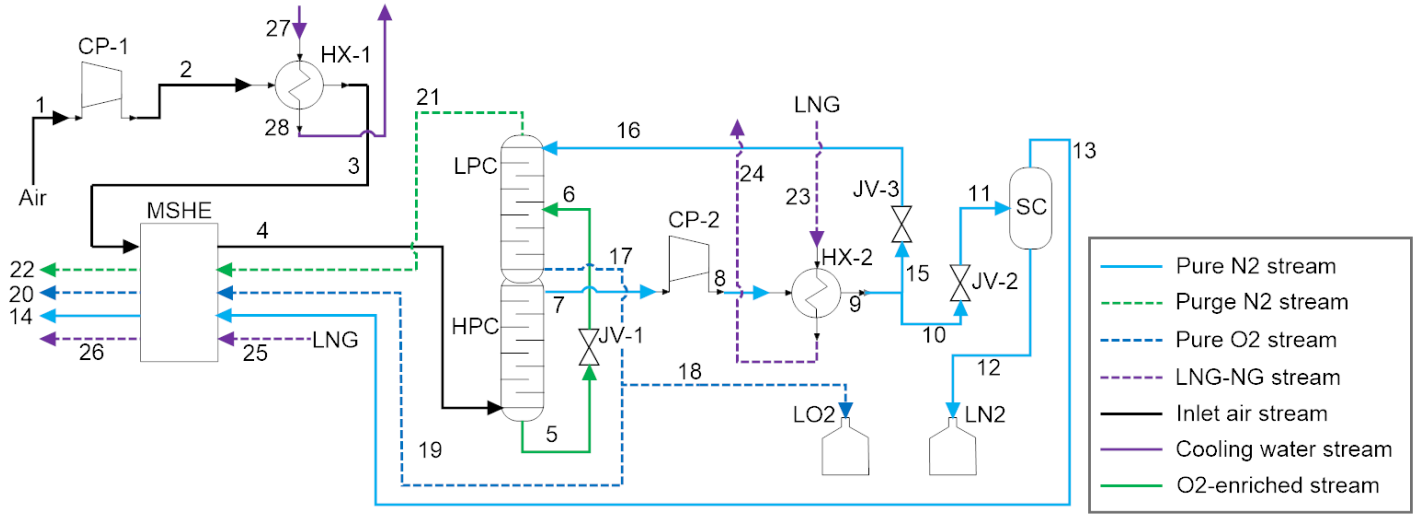 27
CP-1
HX-1
2
1
28
21
LNG
16
13
3
LPC
24
JV-3
11
SC
Air
6
MSHE
CP-2
23
4
HX-2
17
15
22
8
JV-2
20
7
9
14
HPC
JV-1
10
26
25
LNG
12
18
5
LO2
LN2
19
Pure N2 stream
Purge N2 stream
Pure O2 stream
LNG-NG stream
Inlet air stream
Cooling water stream
O2-enriched stream